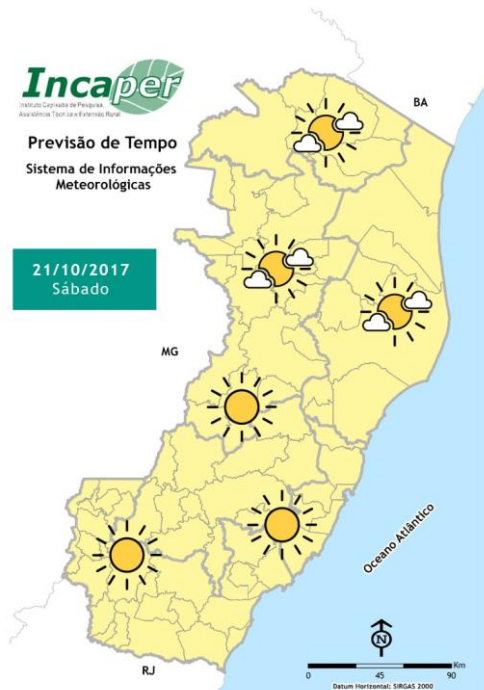 Incaper
Instituto Capixaba de Pesquisa,
Assistência Técnica e Extensão Rural
Previsão de Tempo
Sistema de Informações
Meteorológicas
21/10/2017
Sábado
BA
MG
Oceano Atlântico
RJ
N
Km
0 45 90
Datum Horizontal: SIRGAS 2000